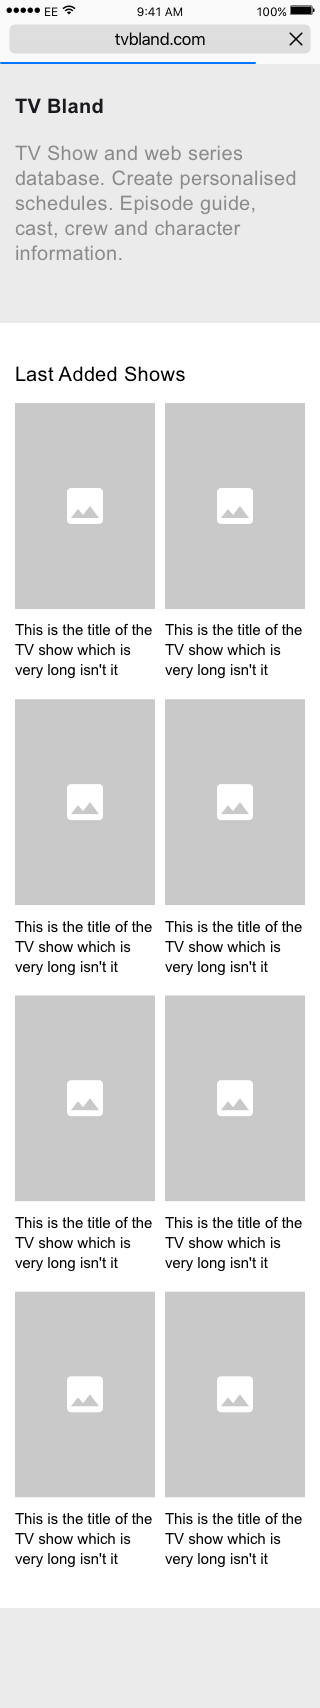 EE 9:41 AM 100%
tvbland.com
TV Bland
TV Show and web series
database. Create personalised
schedules. Episode guide,
cast, crew and character
information.
Last Added Shows
This is the title of the
TV show which is
very long isn't it
This is the title of the
TV show which is
very long isn't it
This is the title of the
TV show which is
very long isn't it
This is the title of the
TV show which is
very long isn't it
This is the title of the
TV show which is
very long isn't it
This is the title of the
TV show which is
very long isn't it
This is the title of the
TV show which is
very long isn't it
This is the title of the
TV show which is
very long isn't it